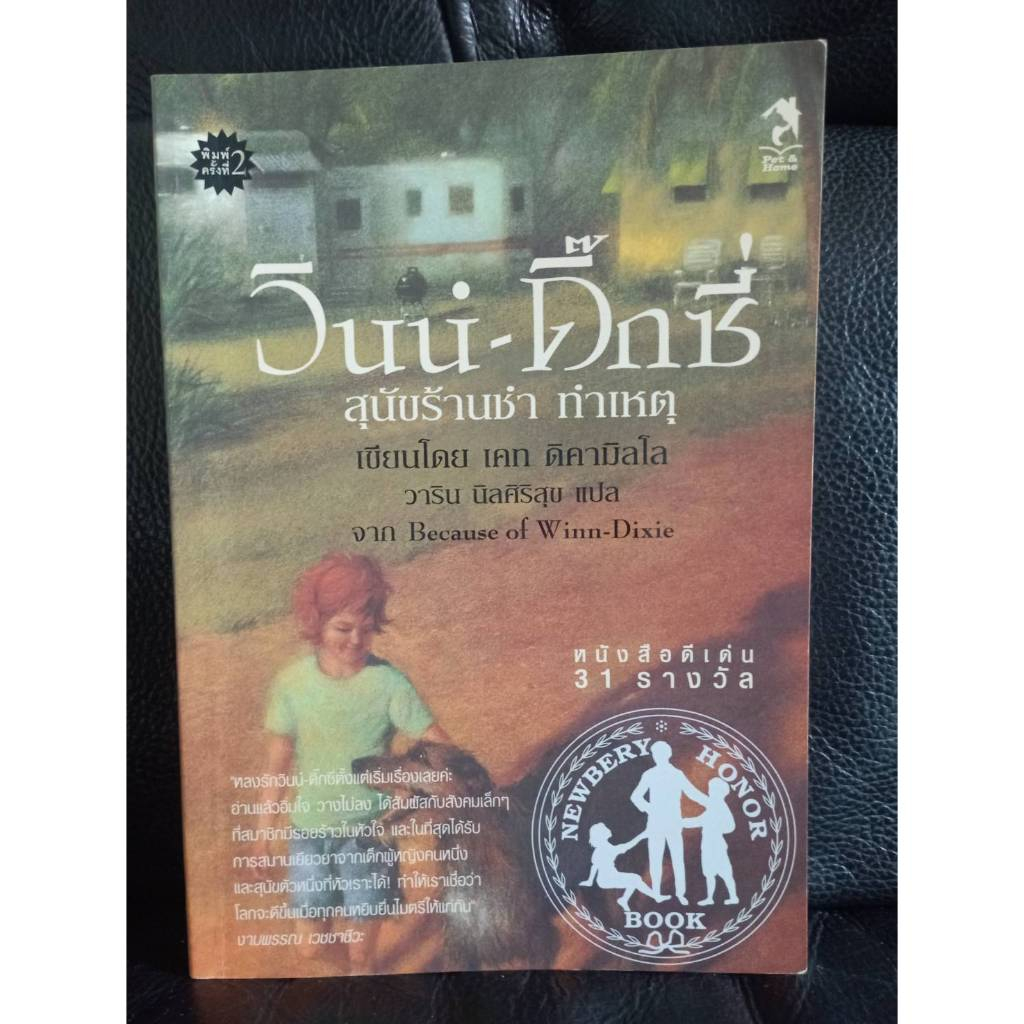 พิมพ์
ครั้งที่ 2
Pet &
Home
วินน์-ดิ๊กซี่
สุนัขร้านชำ ทำเหตุ
เขียนโดย เคท ดิคามิลโล
วาริน นิลศิริสุข แปล
จาก Because of Winn-Dixie
หนังสือดีเด่น
31 รางวัล
NEWBERY HONOR
BOOK
"หลงรักวินน์-ดิ๊กซี่ตั้งแต่เริ่มเรื่องเลยค่ะ
อ่านแล้วอิ่มใจ วางไม่ลง ได้สัมผัสกับสังคมเล็กๆ
ที่สมาชิกมีรอยร้าวในหัวใจ และในที่สุดได้รับ
การสมานเยียวยาจากเด็กผู้หญิงคนหนึ่ง
และสุนัขตัวหนึ่งที่หัวเราะได้! ทำให้เราเชื่อว่า
โลกจะดีขึ้นเมื่อทุกคนหยิบยื่นไมตรีให้แก่กัน"
งามพรรณ เวชชาชีวะ